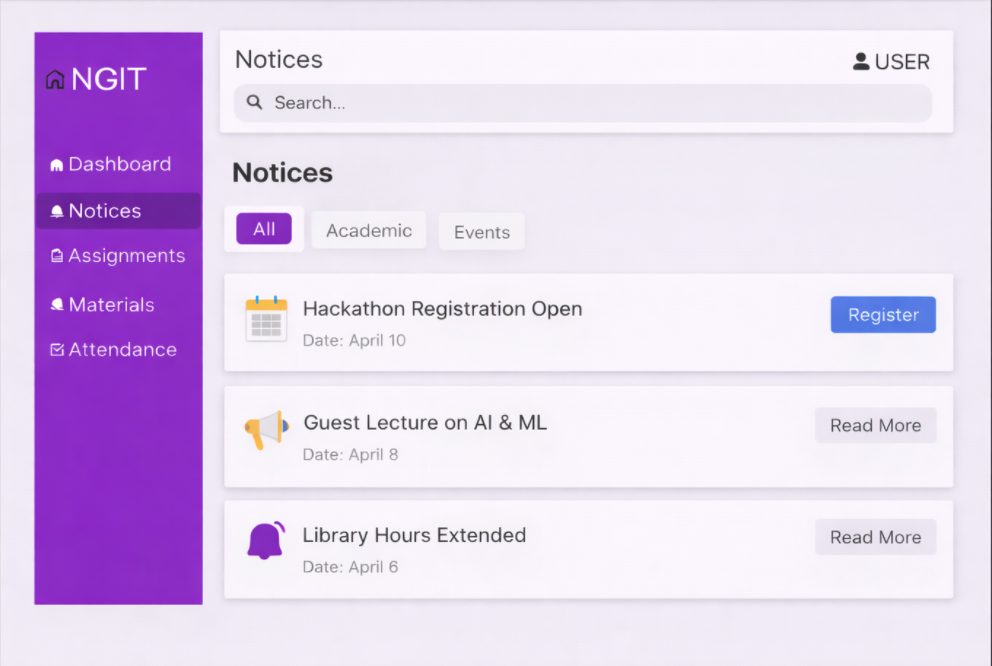 NGIT
Dashboard
Notices
Assignments
Materials
Attendance
Notices
USER
Search...
Notices
All
Academic
Events
Hackathon Registration Open
Date: April 10
Register
Guest Lecture on AI & ML
Date: April 8
Read More
Library Hours Extended
Date: April 6
Read More